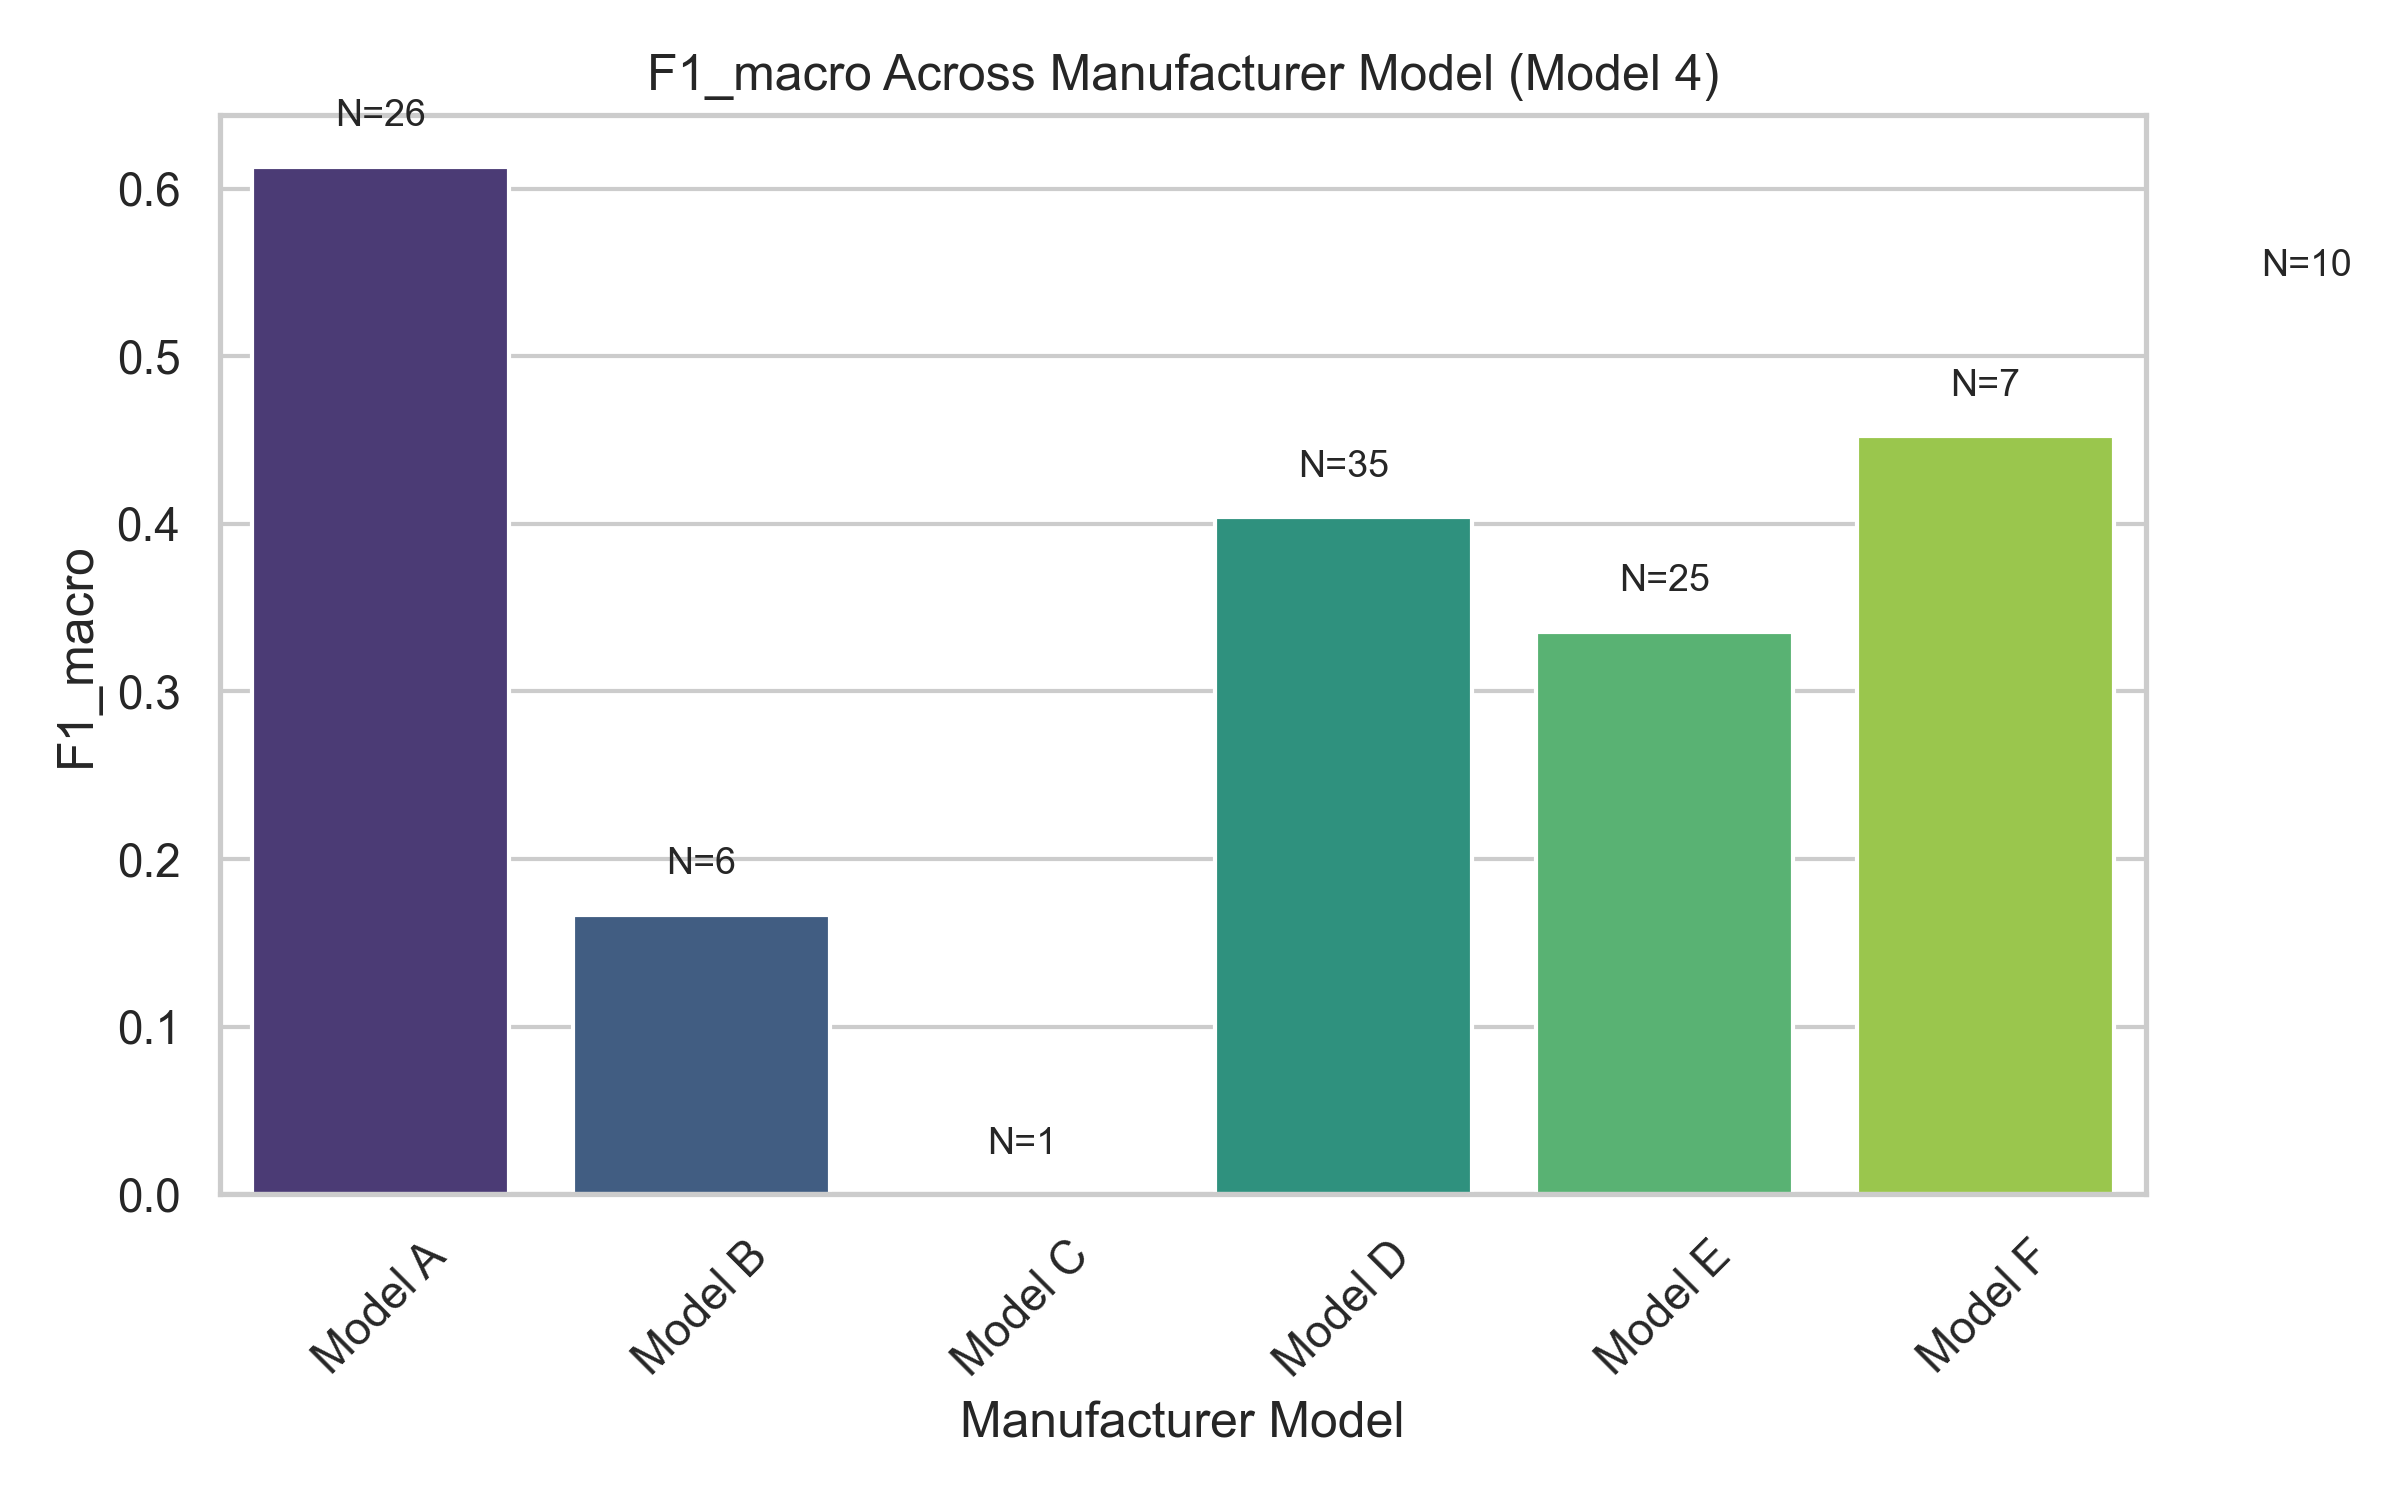 F1_macro Across Manufacturer Model (Model 4)
N=26
N=10
N=7
N=35
N=25
N=6
N=1
0.6
0.5
0.4
0.3
0.2
0.1
0.0
F1_macro
Model A
Model B
Model C
Model D
Model E
Model F
Manufacturer Model